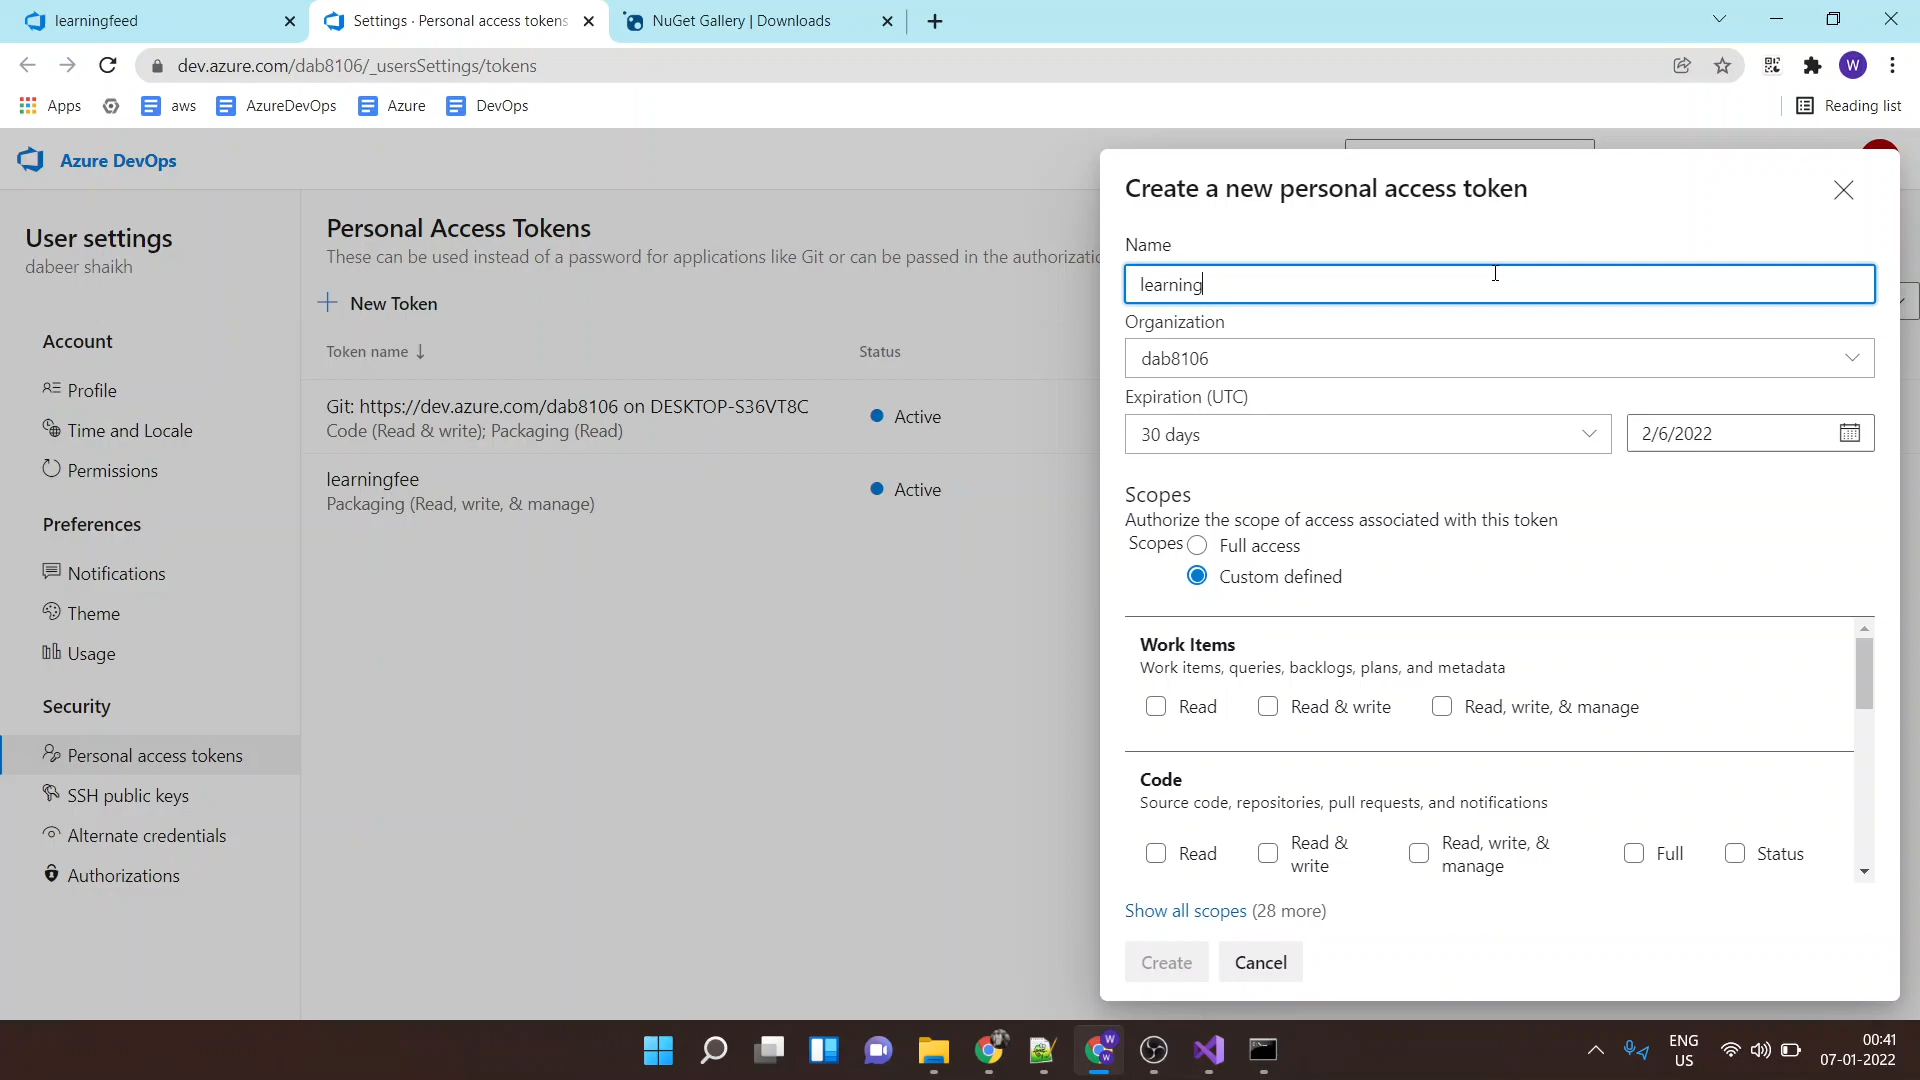 learningfeed
Settings · Personal access tokens
NuGet Gallery | Downloads
dev.azure.com/dab8106/_usersSettings/tokens
W
Apps
aws
AzureDevOps
Azure
DevOps
Reading list
Azure DevOps
User settings
dabeer shaikh
Account
Profile
Time and Locale
Permissions
Preferences
Notifications
Theme
Usage
Security
Personal access tokens
SSH public keys
Alternate credentials
Authorizations
Personal Access Tokens
These can be used instead of a password for applications like Git or can be passed in the authorizatio
New Token
Token name
Status
Git: https://dev.azure.com/dab8106 on DESKTOP-S36VT8C
Active
Code (Read & write); Packaging (Read)
learningfee
Active
Packaging (Read, write, & manage)
Create a new personal access token
Name
learning
Organization
dab8106
Expiration (UTC)
30 days
2/6/2022
Scopes
Authorize the scope of access associated with this token
Scopes
Full access
Custom defined
Work Items
Work items, queries, backlogs, plans, and metadata
Read
Read & write
Read, write, & manage
Code
Source code, repositories, pull requests, and notifications
Read
Read & write
Read, write, & manage
Full
Status
Show all scopes (28 more)
Create
Cancel
ENG
US
00:41
07-01-2022